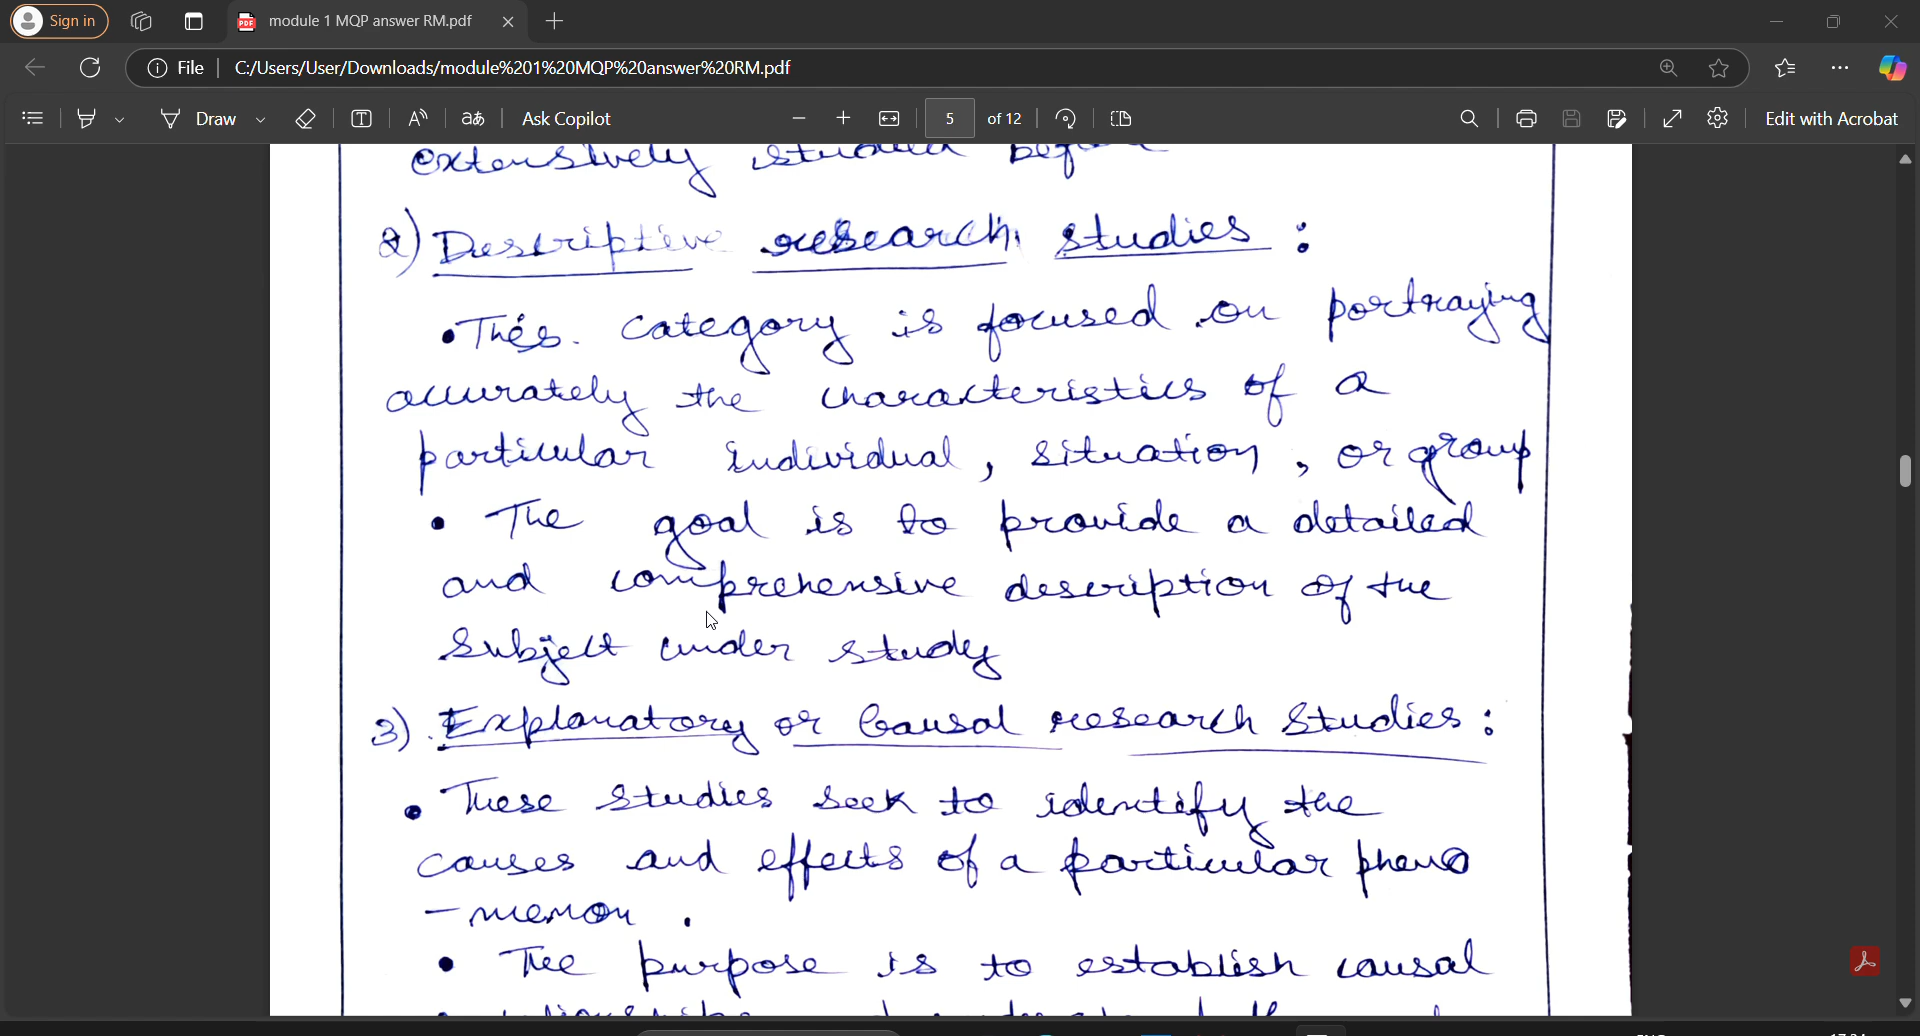 Sign in
module 1 MQP answer RM.pdf
File
C:/Users/User/Downloads/module%201%20MQP%20answer%20RM.pdf
Draw
Ask Copilot
5 of 12
Edit with Acrobat
extensively studied
2) Descriptive research studies :
• This category is focused on portraying
accurately the characteristics of a
particular individual, situation, or group
• The goal is to provide a detailed
and comprehensive description of the
Subject under study
3) Explanatory or Causal research Studies :
• These studies seek to identify the
causes and effects of a particular pheno
-menon .
• The purpose is to establish causal